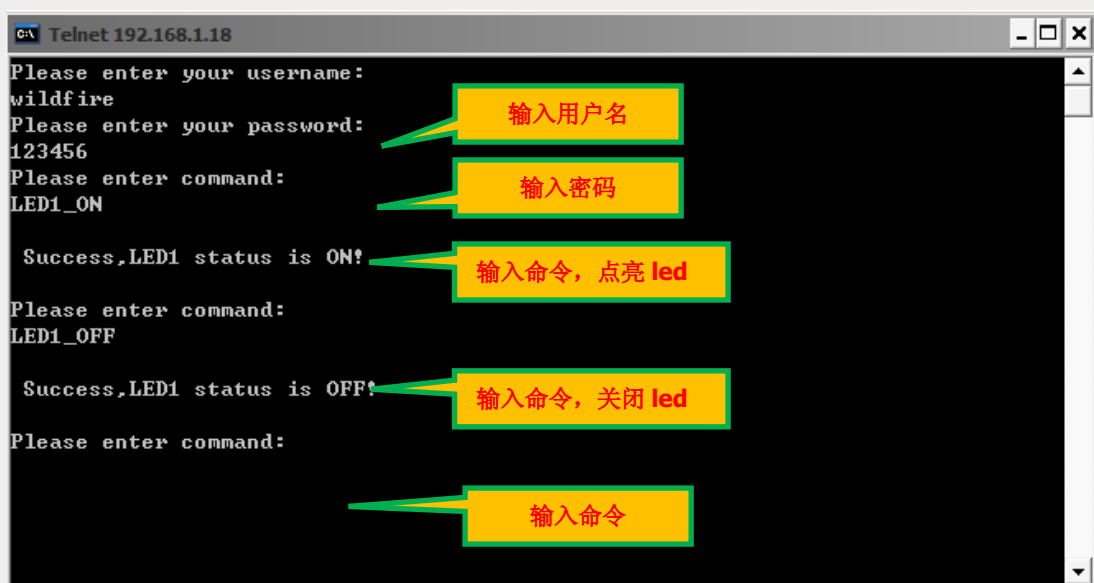 Telnet 192.168.1.18
Please enter your username:
wildfire
输入用户名
Please enter your password:
123456
Please enter command:
输入密码
LED1_ON
Success,LED1 status is ON!
输入命令，点亮 led
Please enter command:
LED1_OFF
Success,LED1 status is OFF!
输入命令，关闭 led
Please enter command:
输入命令